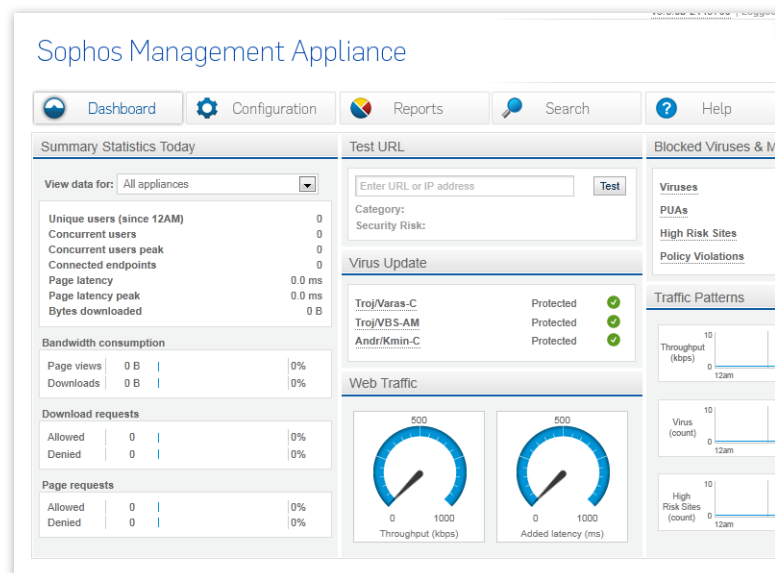 Sophos Management Appliance
Dashboard
Configuration
Reports
Search
Help
Summary Statistics Today
View data for: All appliances
Unique users (since 12AM) 0
Concurrent users 0
Concurrent users peak 0
Connected endpoints 0
Page latency 0.0 ms
Page latency peak 0.0 ms
Bytes downloaded 0 B
Bandwidth consumption
Page views 0 B 0%
Downloads 0 B 0%
Download requests
Allowed 0 0%
Denied 0 0%
Page requests
Allowed 0 0%
Denied 0 0%
Test URL
Enter URL or IP address Test
Category:
Security Risk:
Virus Update
Troj/Varas-C Protected
Troj/VBS-AM Protected
Andr/Kmin-C Protected
Web Traffic
500
0 1000
Throughput (kbps)
500
0 1000
Added latency (ms)
Blocked Viruses & M
Viruses
PUAs
High Risk Sites
Policy Violations
Traffic Patterns
10
Throughput
(kbps)
0
12am
10
Virus
(count)
0
12am
10
High
Risk Sites
(count)
0
12am